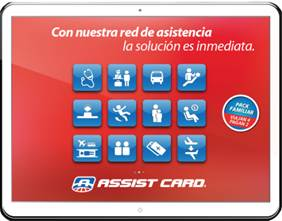 Con nuestra red de asistencia
la solución es inmediata.
PACK
FAMILIAR
VIAJAN 4
PAGAN 2
ASSIST CARD®